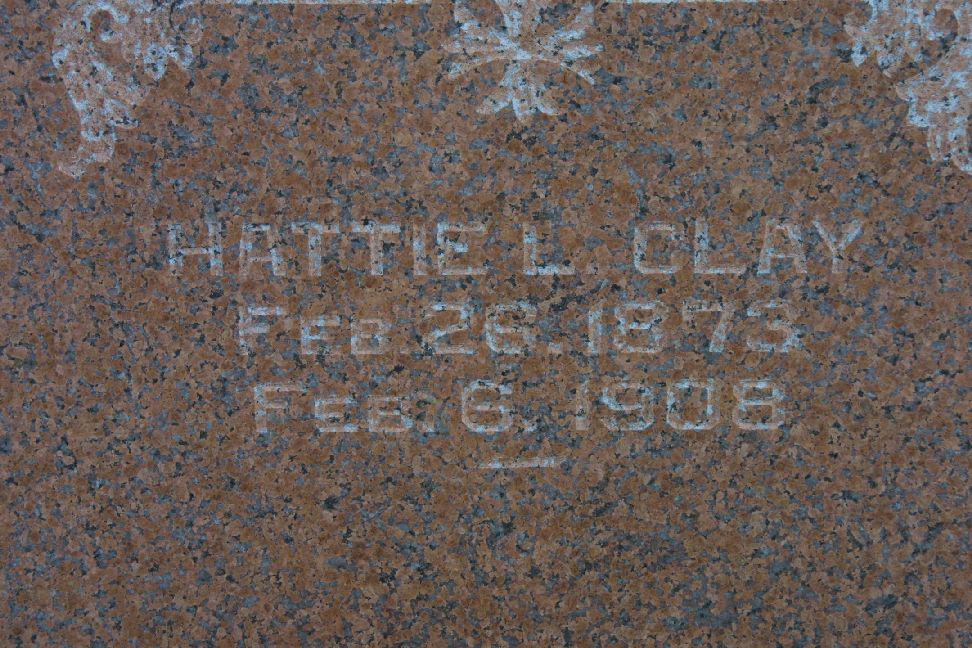 HATTIE L. CLAY
FEB. 26. 1873
FEB. 6. 1908